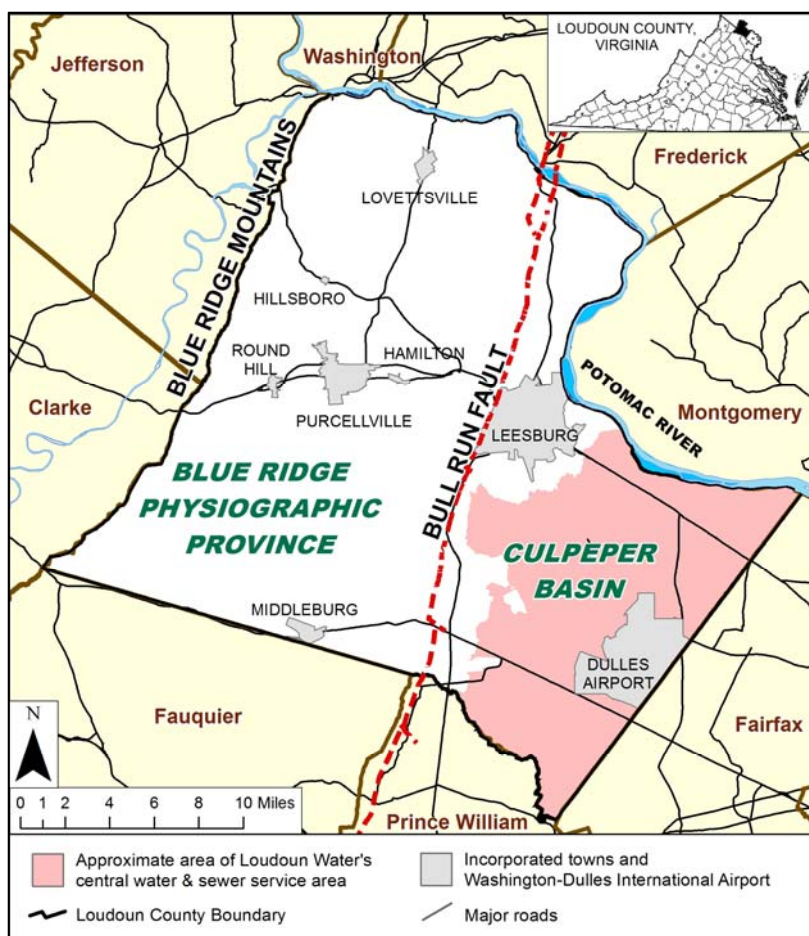 LOUDOUN COUNTY,
VIRGINIA
Jefferson
Washington
Frederick
BLUE RIDGE MOUNTAINS
LOVETTSVILLE
HILLSBORO
ROUND
HILL
HAMILTON
PURCELLVILLE
Clarke
BULL RUN FAULT
LEESBURG
POTOMAC RIVER
Montgomery
BLUE RIDGE
PHYSIOGRAPHIC
PROVINCE
CULPEPER
BASIN
MIDDLEBURG
DULLES
AIRPORT
Fauquier
Fairfax
Prince William
N
0 1 2 4 6 8 10 Miles
Approximate area of Loudoun Water's
central water & sewer service area
Incorporated towns and
Washington-Dulles International Airport
Loudoun County Boundary
Major roads